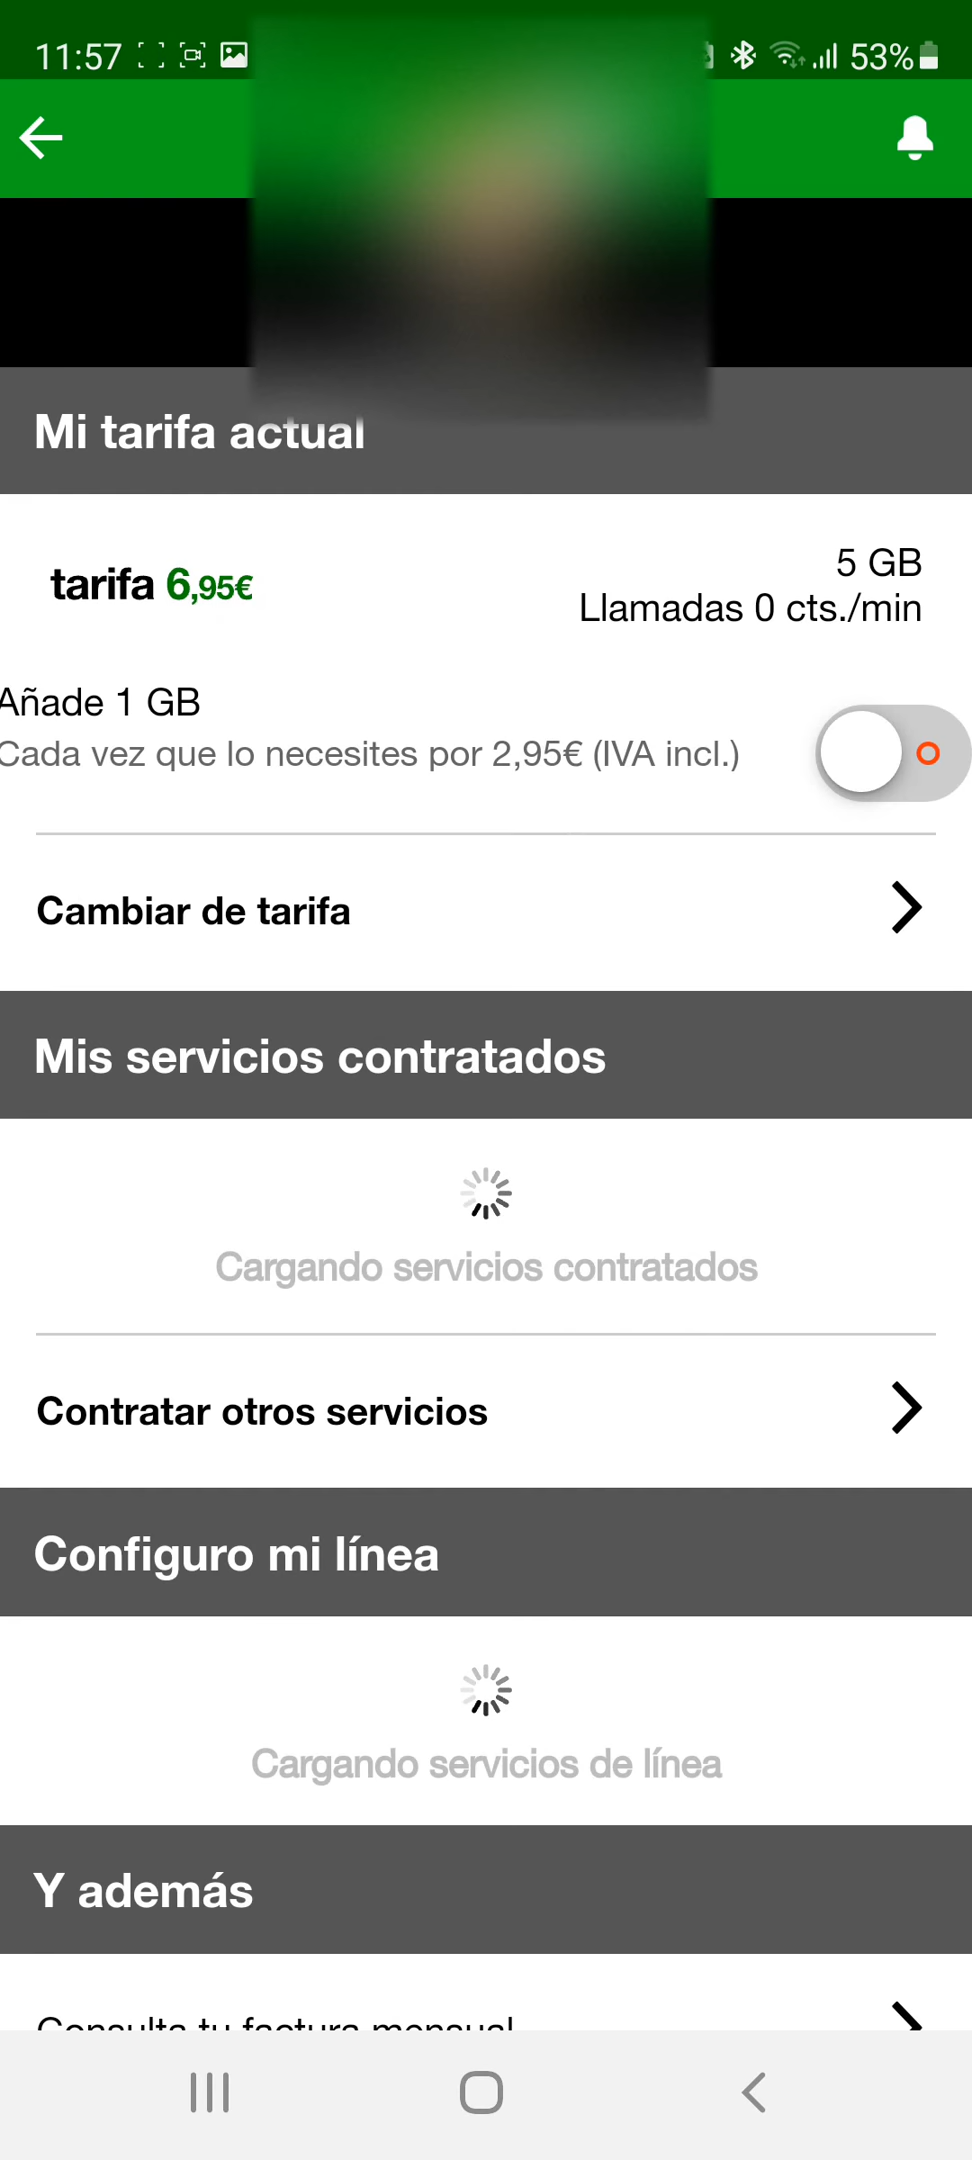 11:57
53%
Mi tarifa actual
tarifa 6,95€
5 GB
Llamadas 0 cts./min
Añade 1 GB
Cada vez que lo necesites por 2,95€ (IVA incl.)
Cambiar de tarifa
Mis servicios contratados
Cargando servicios contratados
Contratar otros servicios
Configuro mi línea
Cargando servicios de línea
Y además
Consulta tu factura mensual